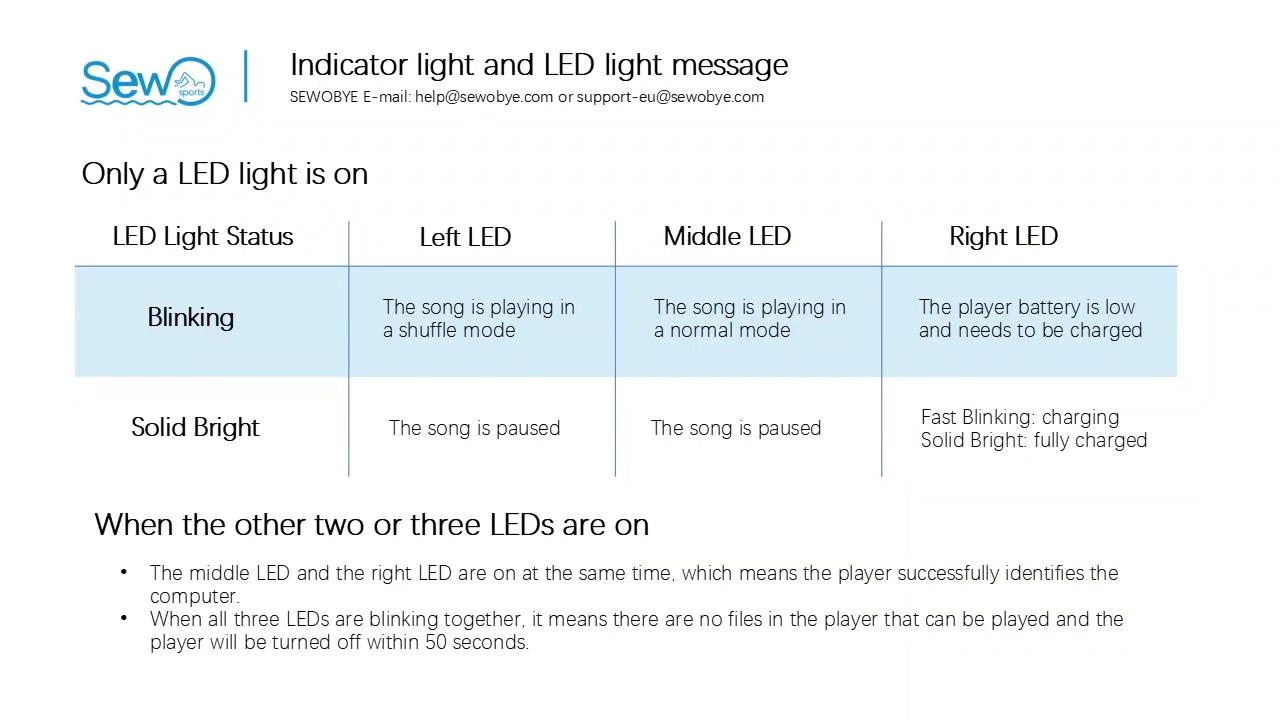 Sewo
sports
Indicator light and LED light message
SEWOBYE E-mail: help@sewobye.com or support-eu@sewobye.com
Only a LED light is on
LED Light Status
Left LED
Middle LED
Right LED
Blinking
The song is playing in
a shuffle mode
The song is playing in
a normal mode
The player battery is low
and needs to be charged
Solid Bright
The song is paused
The song is paused
Fast Blinking: charging
Solid Bright: fully charged
When the other two or three LEDs are on
• The middle LED and the right LED are on at the same time, which means the player successfully identifies the
computer.
• When all three LEDs are blinking together, it means there are no files in the player that can be played and the
player will be turned off within 50 seconds.